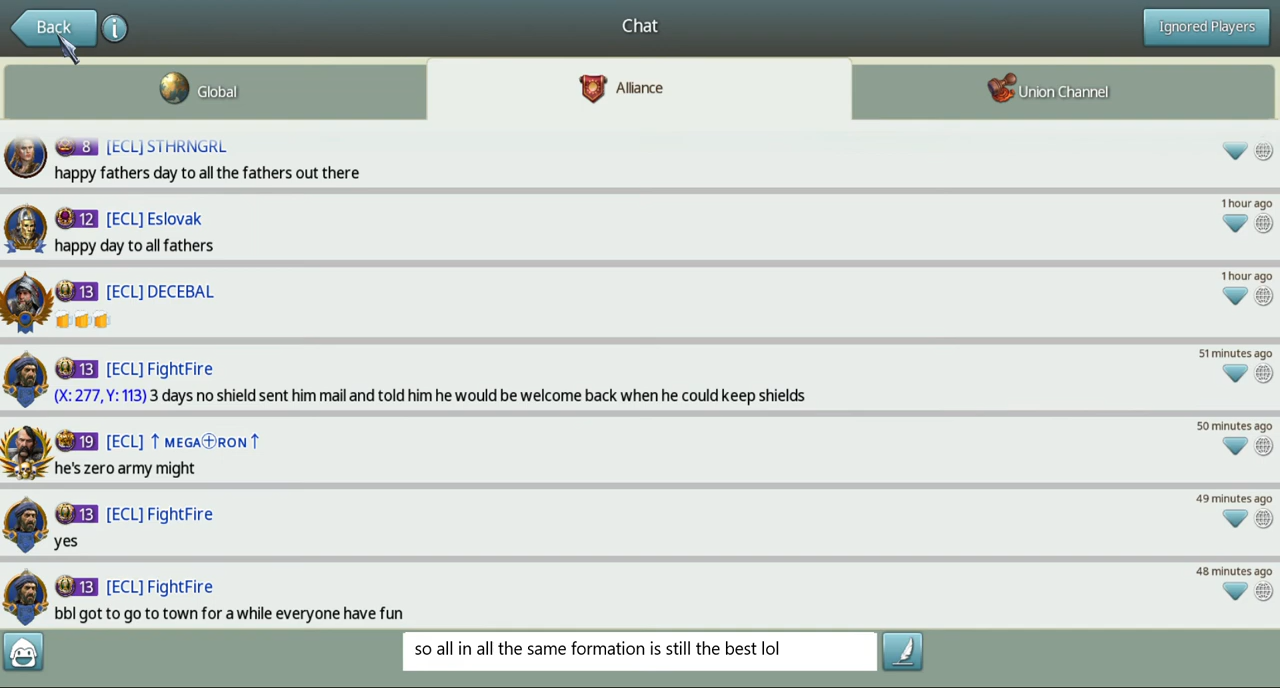 Back
i
Chat
Ignored Players
Global
Alliance
Union Channel
8 [ECL] STHRNGRL
happy fathers day to all the fathers out there
1 hour ago
12 [ECL] Eslovak
happy day to all fathers
1 hour ago
13 [ECL] DECEBAL
🍺🍺🍺
51 minutes ago
13 [ECL] FightFire
(X: 277, Y: 113) 3 days no shield sent him mail and told him he would be welcome back when he could keep shields
50 minutes ago
19 [ECL] ↑ ᴍᴇɢᴀ⊕ʀᴏɴ ↑
he's zero army might
49 minutes ago
13 [ECL] FightFire
yes
48 minutes ago
13 [ECL] FightFire
bbl got to go to town for a while everyone have fun
so all in all the same formation is still the best lol